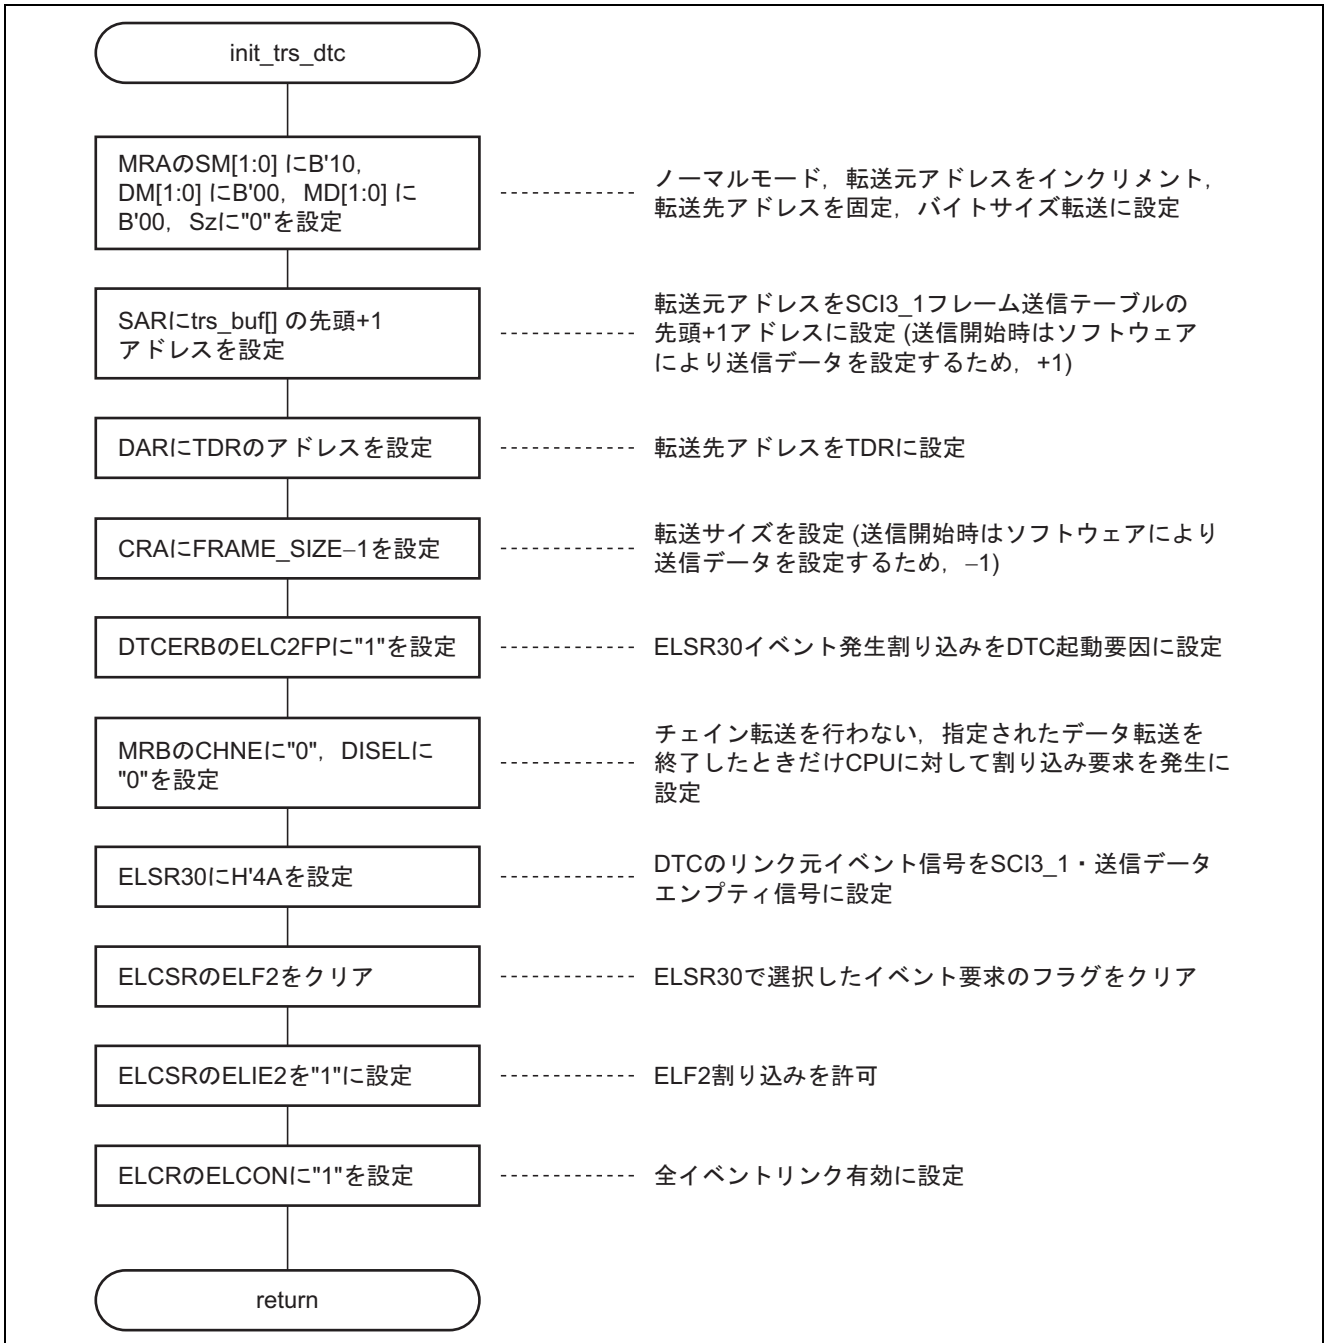 init_trs_dtc
MRAのSM[1:0] にB'10,
DM[1:0] にB'00, MD[1:0] に
B'00, Szに"0"を設定
ノーマルモード, 転送元アドレスをインクリメント,
転送先アドレスを固定, バイトサイズ転送に設定
SARにtrs_buf[] の先頭+1
アドレスを設定
転送元アドレスをSCI3_1フレーム送信テーブルの
先頭+1アドレスに設定 (送信開始時はソフトウェア
により送信データを設定するため, +1)
DARにTDRのアドレスを設定
転送先アドレスをTDRに設定
CRAにFRAME_SIZE−1を設定
転送サイズを設定 (送信開始時はソフトウェアにより
送信データを設定するため, −1)
DTCERBのELC2FPに"1"を設定
ELSR30イベント発生割り込みをDTC起動要因に設定
MRBのCHNEに"0", DISELに
"0"を設定
チェイン転送を行わない, 指定されたデータ転送を
終了したときだけCPUに対して割り込み要求を発生に
設定
ELSR30にH'4Aを設定
DTCのリンク元イベント信号をSCI3_1・送信データ
エンプティ信号に設定
ELCSRのELF2をクリア
ELSR30で選択したイベント要求のフラグをクリア
ELCSRのELIE2を"1"に設定
ELF2割り込みを許可
ELCRのELCONに"1"を設定
全イベントリンク有効に設定
return